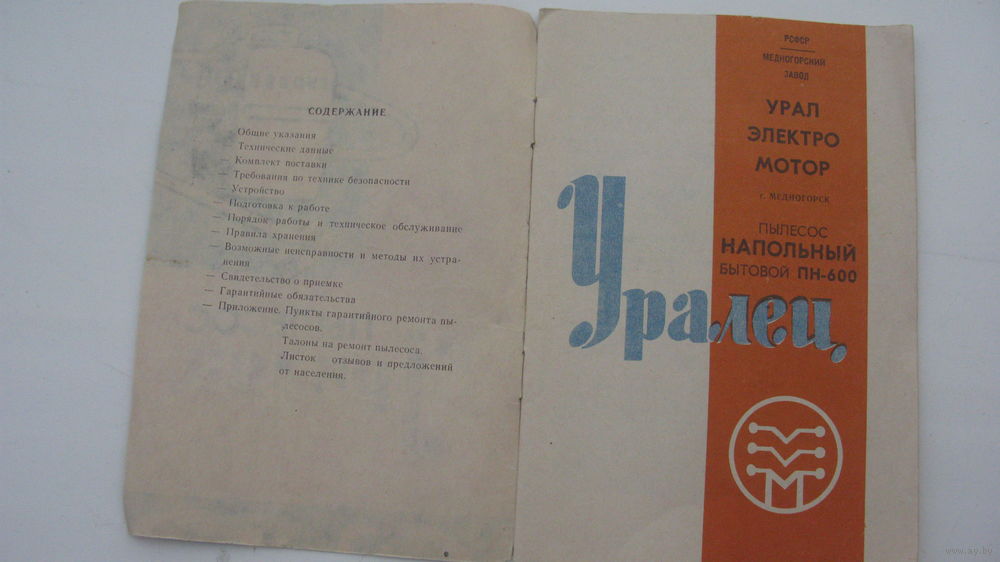 СОДЕРЖАНИЕ
Общие указания
Технические данные
— Комплект поставки
— Требования по технике безопасности
— Устройство
— Подготовка к работе
— Порядок работы и техническое обслуживание
— Правила хранения
— Возможные неисправности и методы их устра-
нения
— Свидетельство о приемке
— Гарантийные обязательства
— Приложение. Пункты гарантийного ремонта пы-
лесосов.
Талоны на ремонт пылесоса.
Листок отзывов и предложений
от населения.
РСФСР
МЕДНОГОРСКИЙ
ЗАВОД
УРАЛ
ЭЛЕКТРО
МОТОР
г. МЕДНОГОРСК
ПЫЛЕСОС
НАПОЛЬНЫЙ
БЫТОВОЙ ПН-600
Уралец
www.ay.by